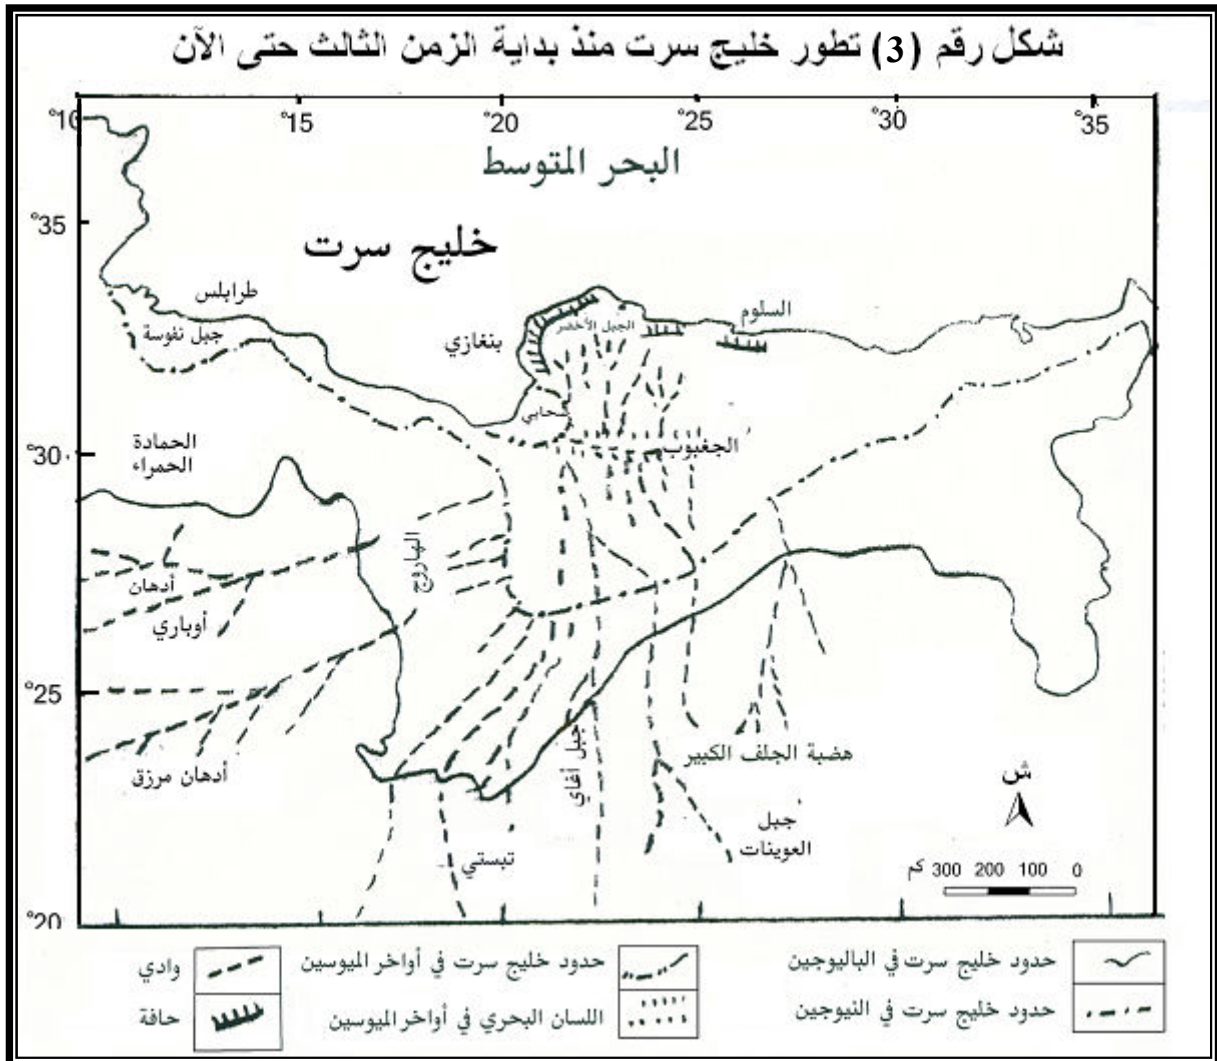 شكل رقم (3) تطور خليج سرت منذ بداية الزمن الثالث حتى الآن
°10 °15 °20 °25 °30 °35
البحر المتوسط
°35
خليج سرت
طرابلس
السلوم
جبل نفوسة
الجبل الأخضر
بنغازي
صحابي
الحمادة
الحمراء
الجغبوب
°30
الهاروج
أدهان
أوباري
°25
هضبة الجلف الكبير
أدهان مرزق
جبل أغاي
ش
جبل
العوينات
تبستي
300 200 100 0 كم
°20
حدود خليج سرت في الباليوجين
حدود خليج سرت في أواخر الميوسين
وادي
حدود خليج سرت في النيوجين
اللسان البحري في أواخر الميوسين
حافة